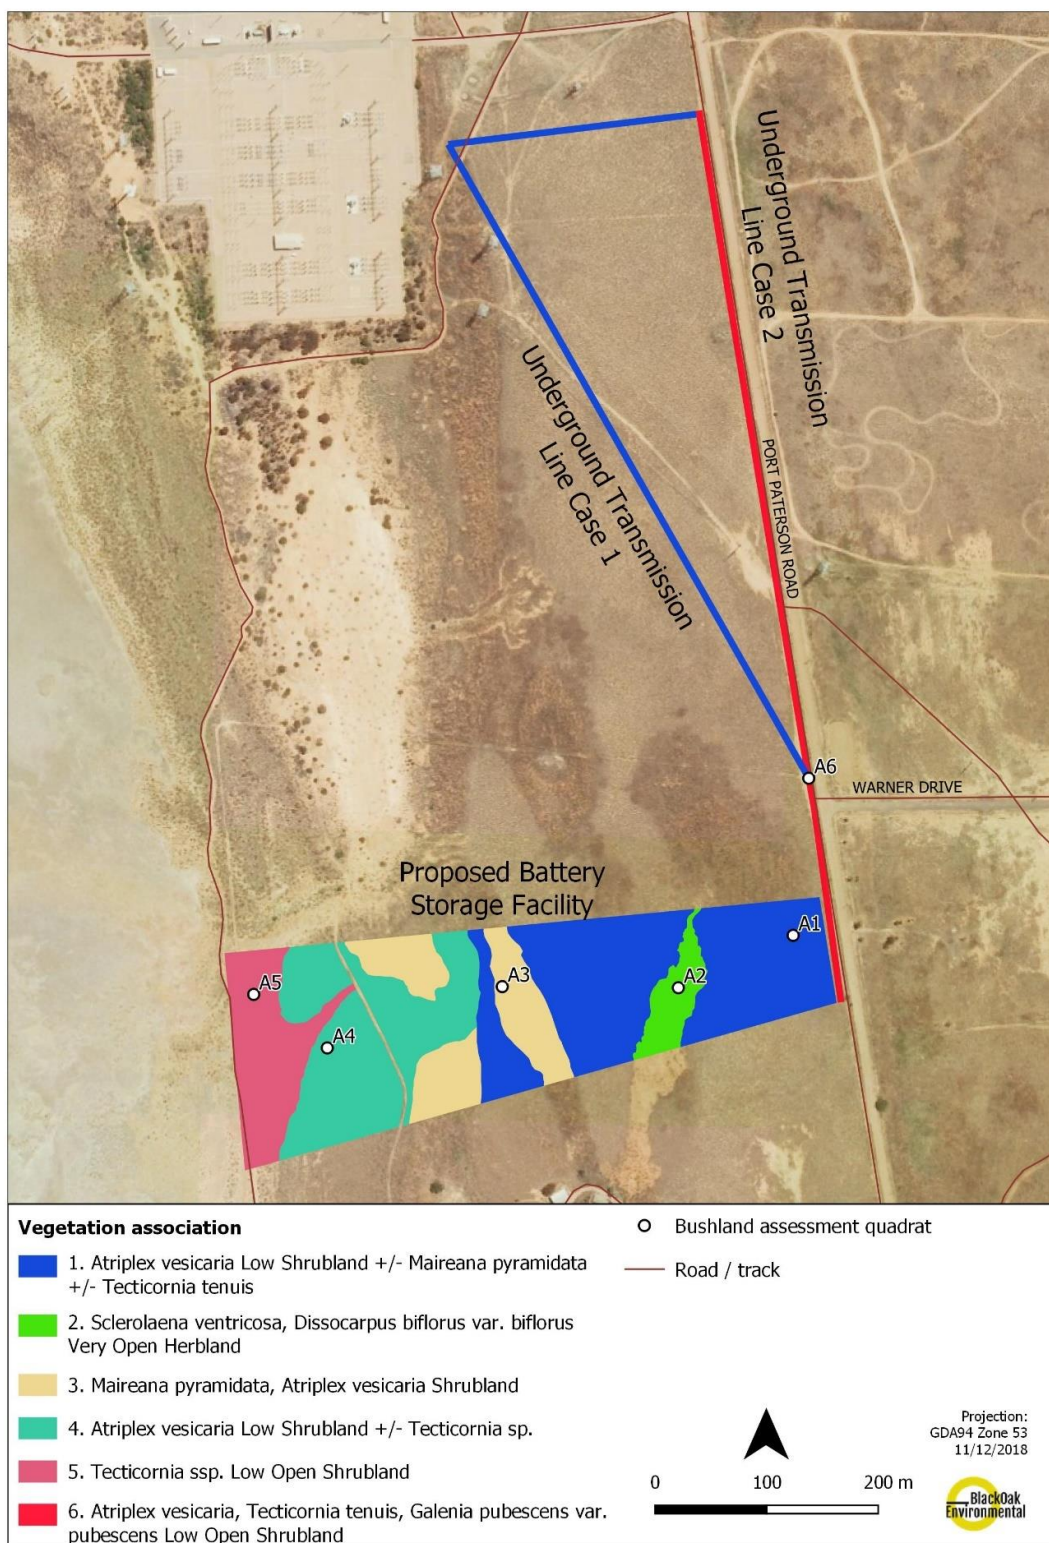 Underground Transmission
Line Case 2
Underground Transmission
Line Case 1
PORT PATERSON ROAD
A6
WARNER DRIVE
Proposed Battery
Storage Facility
A1
A2
A3
A5
A4
Vegetation association
1. Atriplex vesicaria Low Shrubland +/- Maireana pyramidata
+/- Tecticornia tenuis
2. Sclerolaena ventricosa, Dissocarpus biflorus var. biflorus
Very Open Herbland
3. Maireana pyramidata, Atriplex vesicaria Shrubland
4. Atriplex vesicaria Low Shrubland +/- Tecticornia sp.
5. Tecticornia ssp. Low Open Shrubland
6. Atriplex vesicaria, Tecticornia tenuis, Galenia pubescens var.
pubescens Low Open Shrubland
Bushland assessment quadrat
Road / track
0 100 200 m
Projection:
GDA94 Zone 53
11/12/2018
BlackOak
Environmental